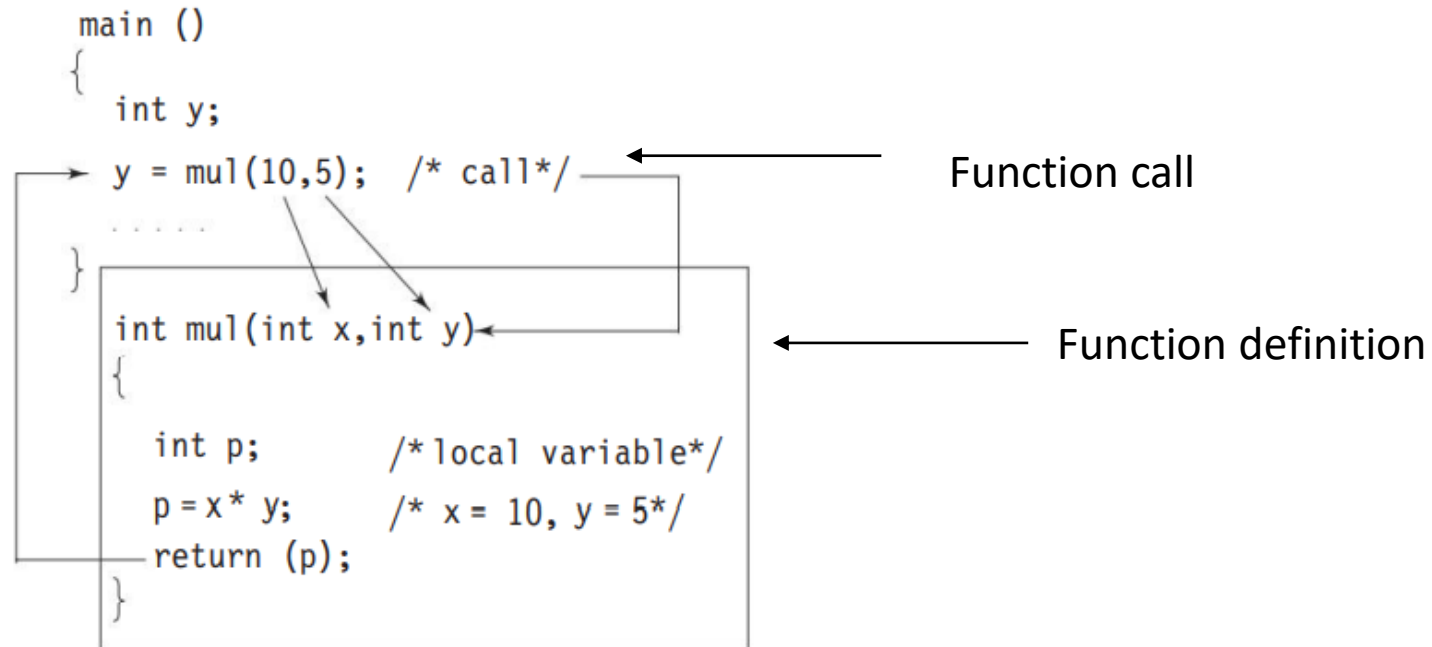 main ()
{
int y;
y = mul(10,5); /* call*/
Function call
. . . . .
}
int mul(int x,int y)
Function definition
{
int p; /*local variable*/
p = x * y; /* x = 10, y = 5*/
return (p);
}